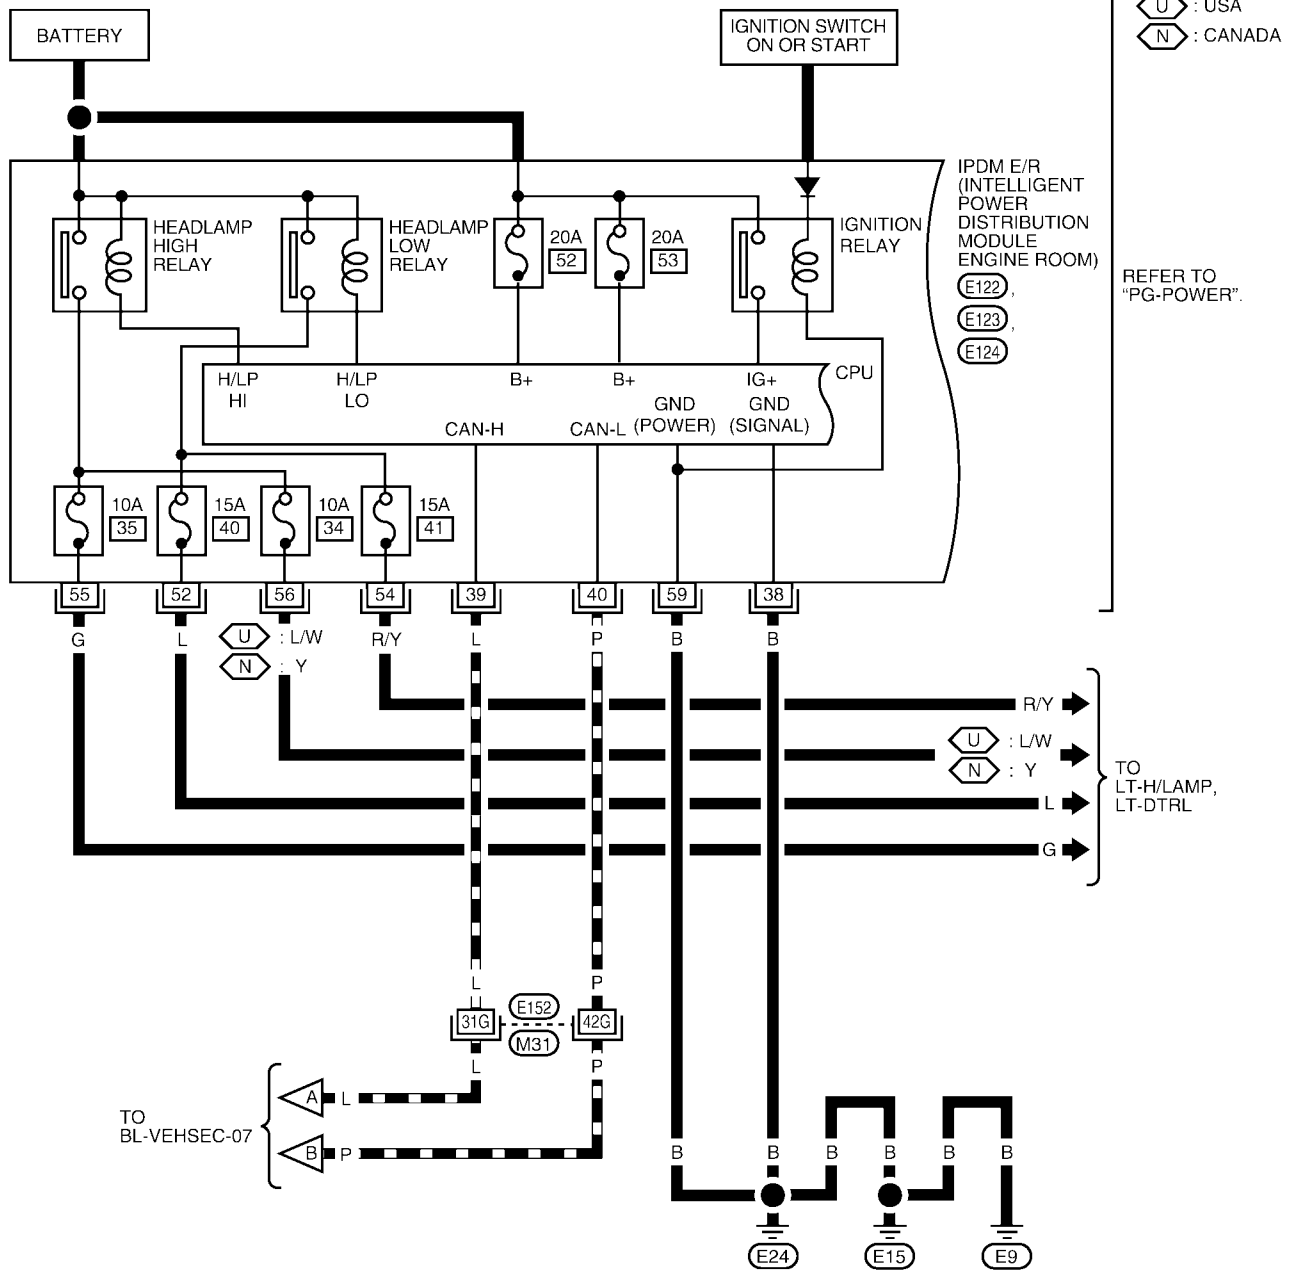 U : USA
N : CANADA
BATTERY
IGNITION SWITCH
ON OR START
IPDM E/R
(INTELLIGENT
POWER
DISTRIBUTION
MODULE
ENGINE ROOM)
E122 ,
E123 ,
E124
REFER TO
“PG-POWER”.
HEADLAMP
HIGH
RELAY
HEADLAMP
LOW
RELAY
20A
52
20A
53
IGNITION
RELAY
CPU
H/LP
HI
H/LP
LO
B+
B+
IG+
CAN-H
CAN-L
GND
(POWER)
GND
(SIGNAL)
10A
35
15A
40
10A
34
15A
41
55
52
56
54
39
40
59
38
G
L
U : L/W
N : Y
R/Y
L
P
B
B
R/Y
U : L/W
N : Y
L
G
TO
LT-H/LAMP,
LT-DTRL
L
P
31G
E152
M31
42G
L
P
TO
BL-VEHSEC-07
A L
B P
B
B
B
B
B
B
E24
E15
E9